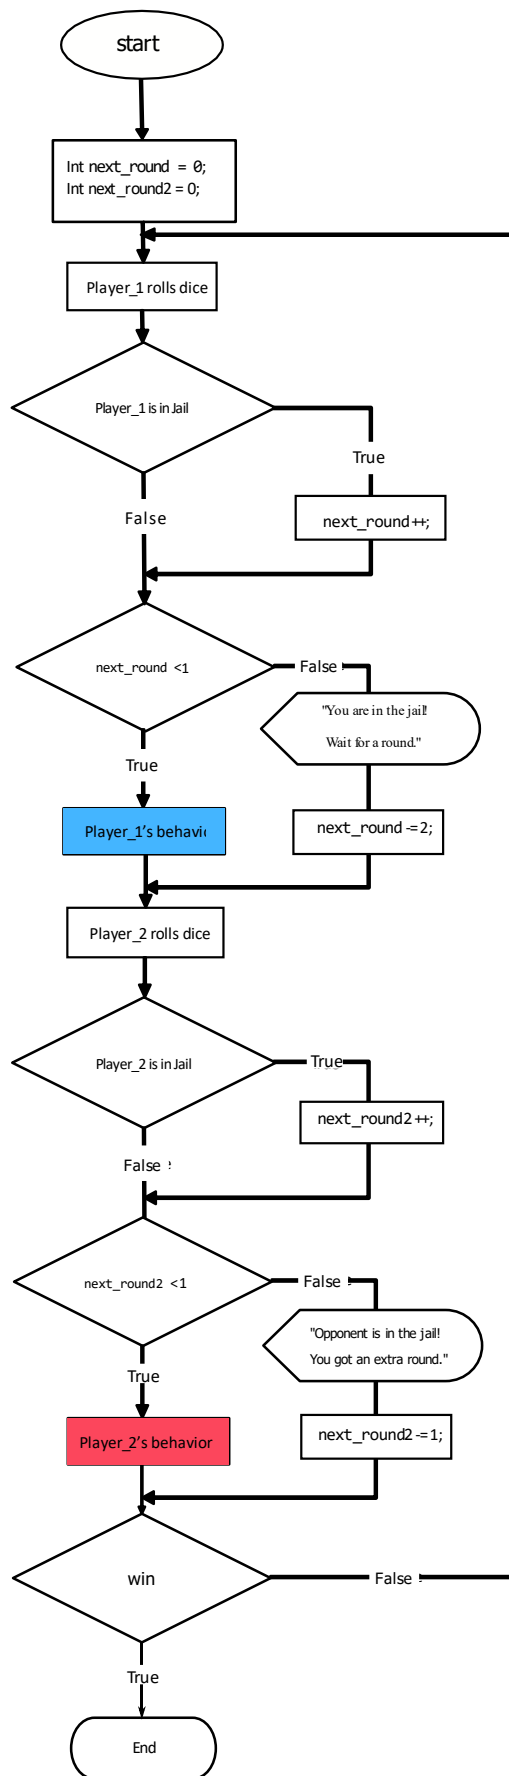 start
Int next_round = 0;
Int next_round2 = 0;
Player_1 rolls dice
Player_1 is in Jail
True
False
next_round ++;
next_round <1
False
"You are in the jail!
Wait for a round."
True
Player_1's behavi
next_round -=2;
Player_2 rolls dice
Player_2 is in Jail
True
next_round2 ++;
False
next_round2 <1
False
"Opponent is in the jail!
You got an extra round."
True
Player_2's behavior
next_round2 -=1;
win
False
True
End